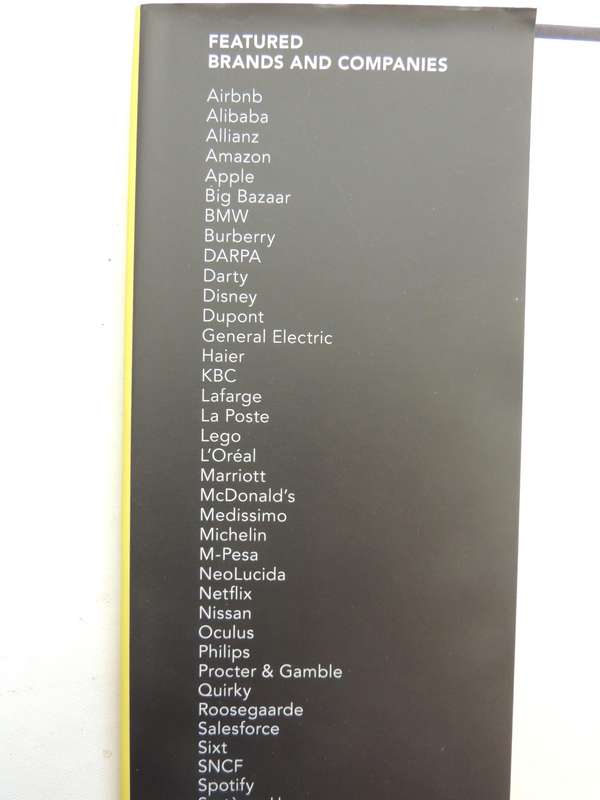 FEATURED
BRANDS AND COMPANIES
Airbnb
Alibaba
Allianz
Amazon
Apple
Big Bazaar
BMW
Burberry
DARPA
Darty
Disney
Dupont
General Electric
Haier
KBC
Lafarge
La Poste
Lego
L'Oréal
Marriott
McDonald's
Medissimo
Michelin
M-Pesa
NeoLucida
Netflix
Nissan
Oculus
Philips
Procter & Gamble
Quirky
Roosegaarde
Salesforce
Sixt
SNCF
Spotify